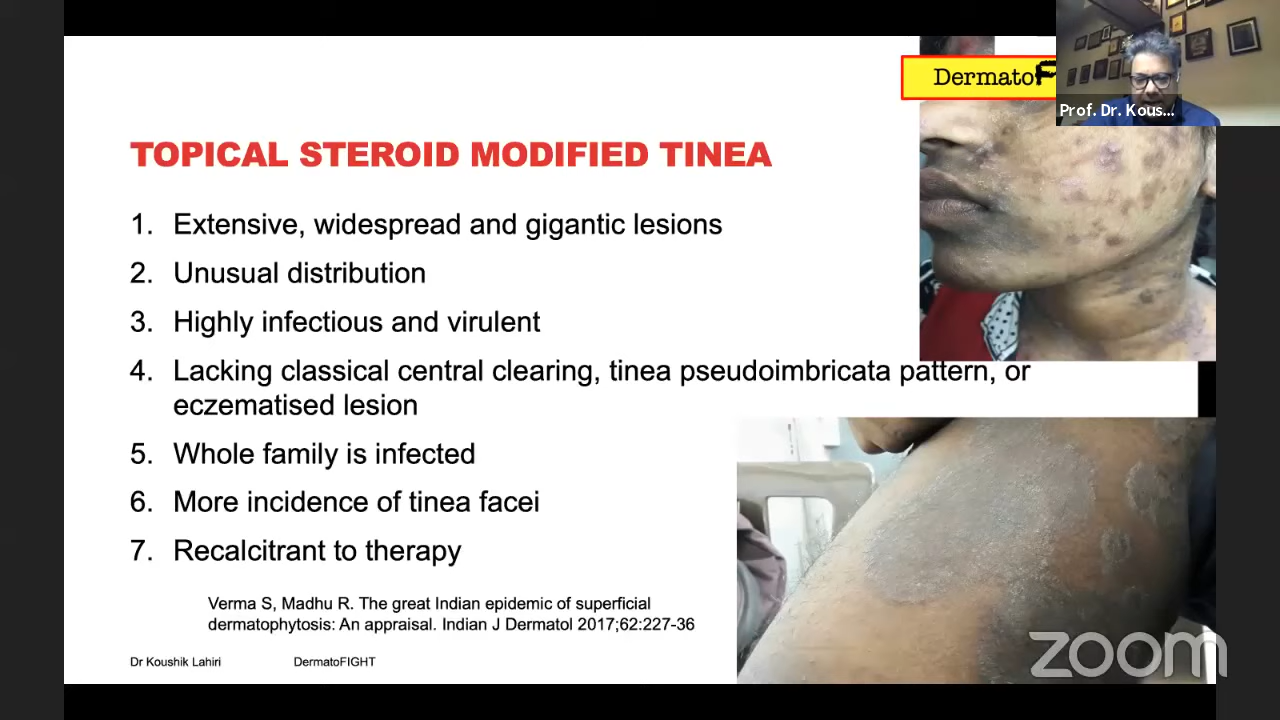 DermatoF
Prof. Dr. Kous...
TOPICAL STEROID MODIFIED TINEA
1. Extensive, widespread and gigantic lesions
2. Unusual distribution
3. Highly infectious and virulent
4. Lacking classical central clearing, tinea pseudoimbricata pattern, or
eczematised lesion
5. Whole family is infected
6. More incidence of tinea facei
7. Recalcitrant to therapy
Verma S, Madhu R. The great Indian epidemic of superficial
dermatophytosis: An appraisal. Indian J Dermatol 2017;62:227-36
Dr Koushik Lahiri DermatoFIGHT
zoom